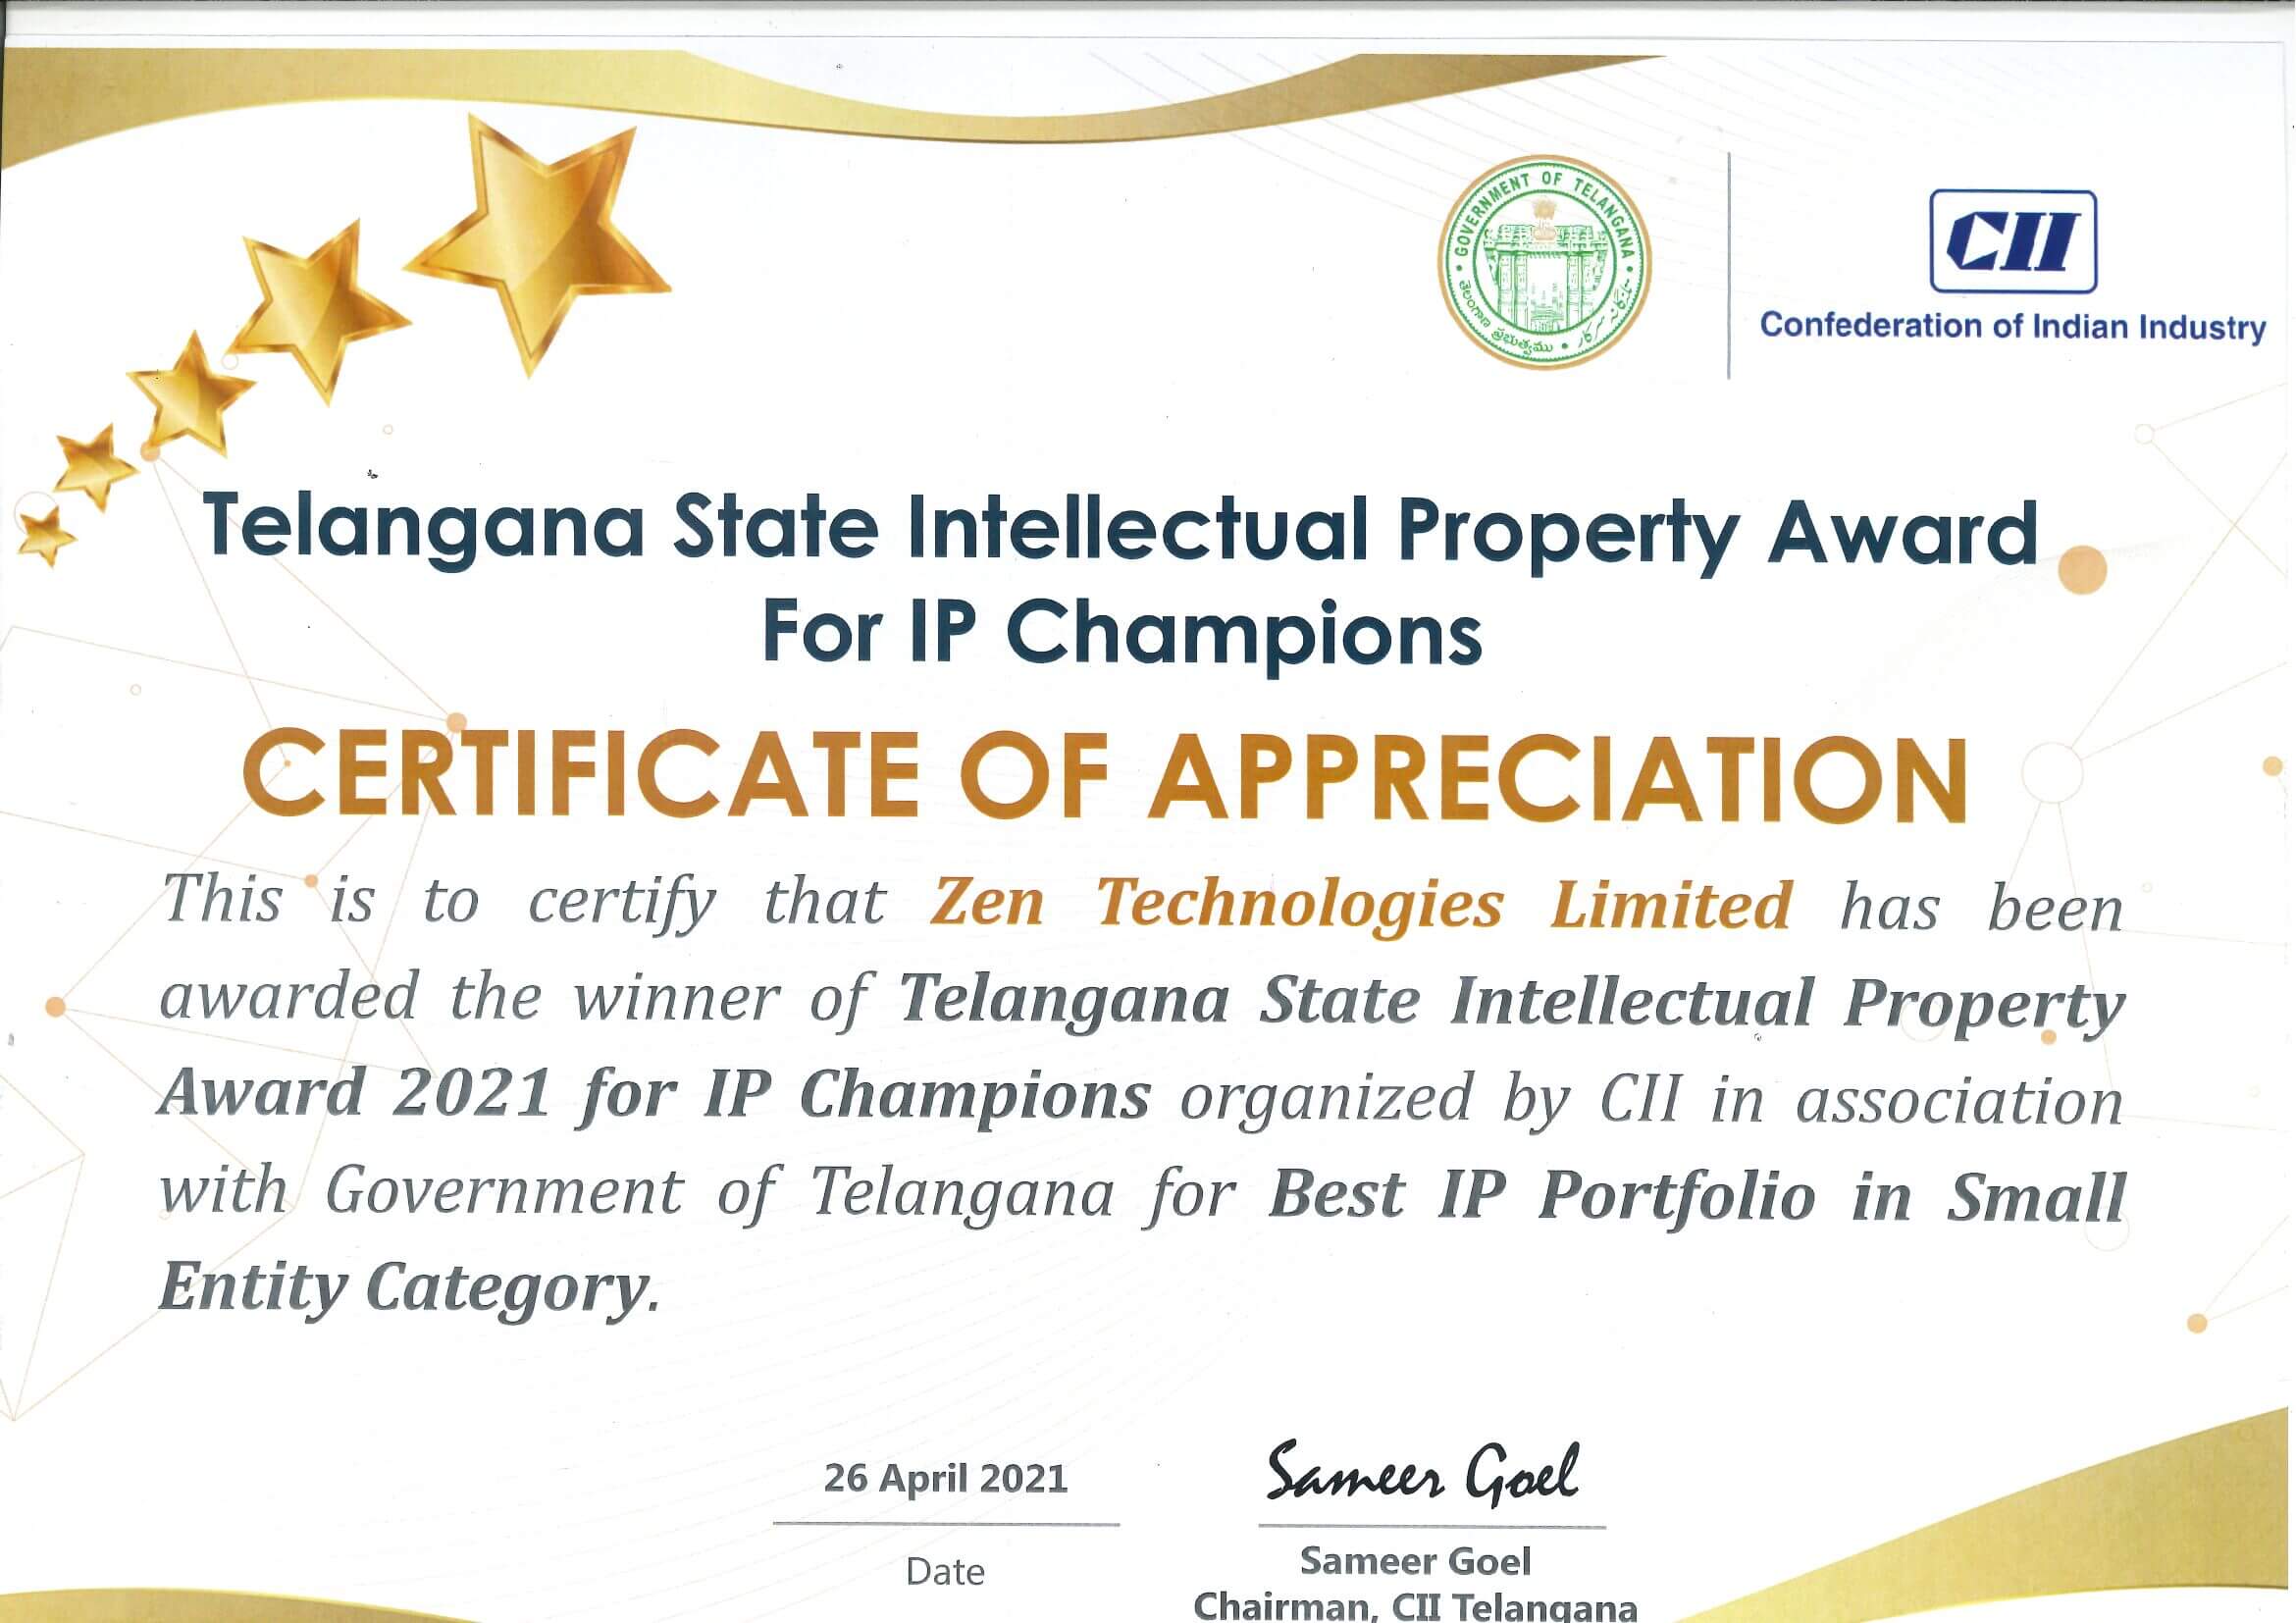 GOVERNMENT OF TELANGANA
తెలంగాణ ప్రభుత్వము
CII
Confederation of Indian Industry
Telangana State Intellectual Property Award
For IP Champions
CERTIFICATE OF APPRECIATION
This is to certify that Zen Technologies Limited has been
awarded the winner of Telangana State Intellectual Property
Award 2021 for IP Champions organized by CII in association
with Government of Telangana for Best IP Portfolio in Small
Entity Category.
26 April 2021
Sameer Goel
Date
Sameer Goel
Chairman, CII Telangana